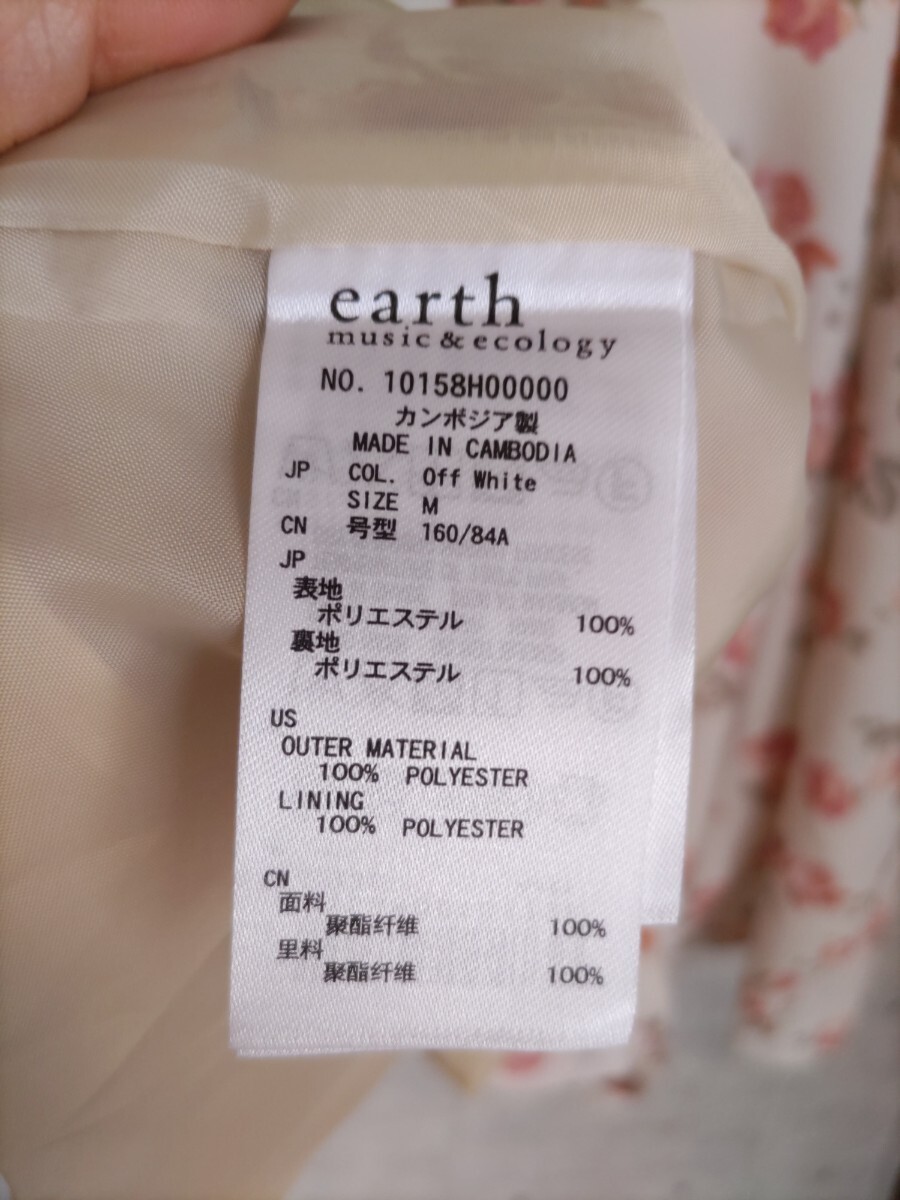 earth
music & ecology
NO. 10158H00000
カンボジア製
MADE IN CAMBODIA
JP COL. Off White
SIZE M
CN 号型 160/84A
JP
表地
ポリエステル 100%
裏地
ポリエステル 100%
US
OUTER MATERIAL
100% POLYESTER
LINING
100% POLYESTER
CN
面料
聚酯纤维 100%
里料
聚酯纤维 100%